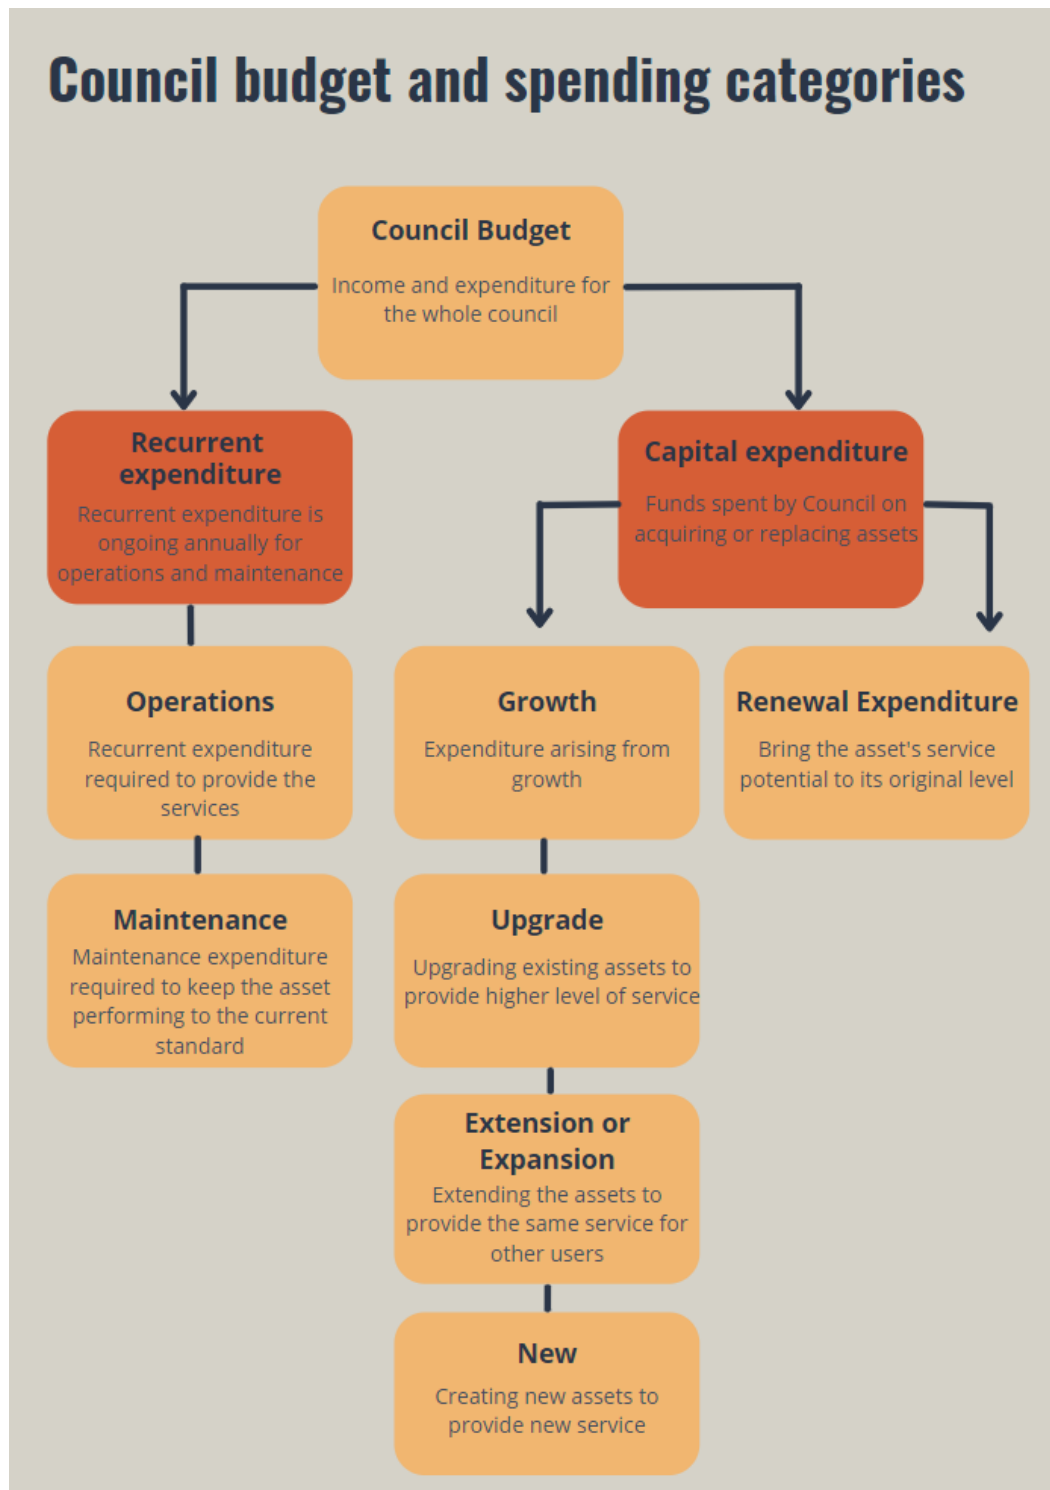 Council budget and spending categories
Council Budget
Income and expenditure for
the whole council
Recurrent
expenditure
Recurrent expenditure is
ongoing annually for
operations and maintenance
Capital expenditure
Funds spent by Council on
acquiring or replacing assets
Operations
Recurrent expenditure
required to provide the
services
Growth
Expenditure arising from
growth
Renewal Expenditure
Bring the asset's service
potential to its original level
Maintenance
Maintenance expenditure
required to keep the asset
performing to the current
standard
Upgrade
Upgrading existing assets to
provide higher level of service
Extension or
Expansion
Extending the assets to
provide the same service for
other users
New
Creating new assets to
provide new service